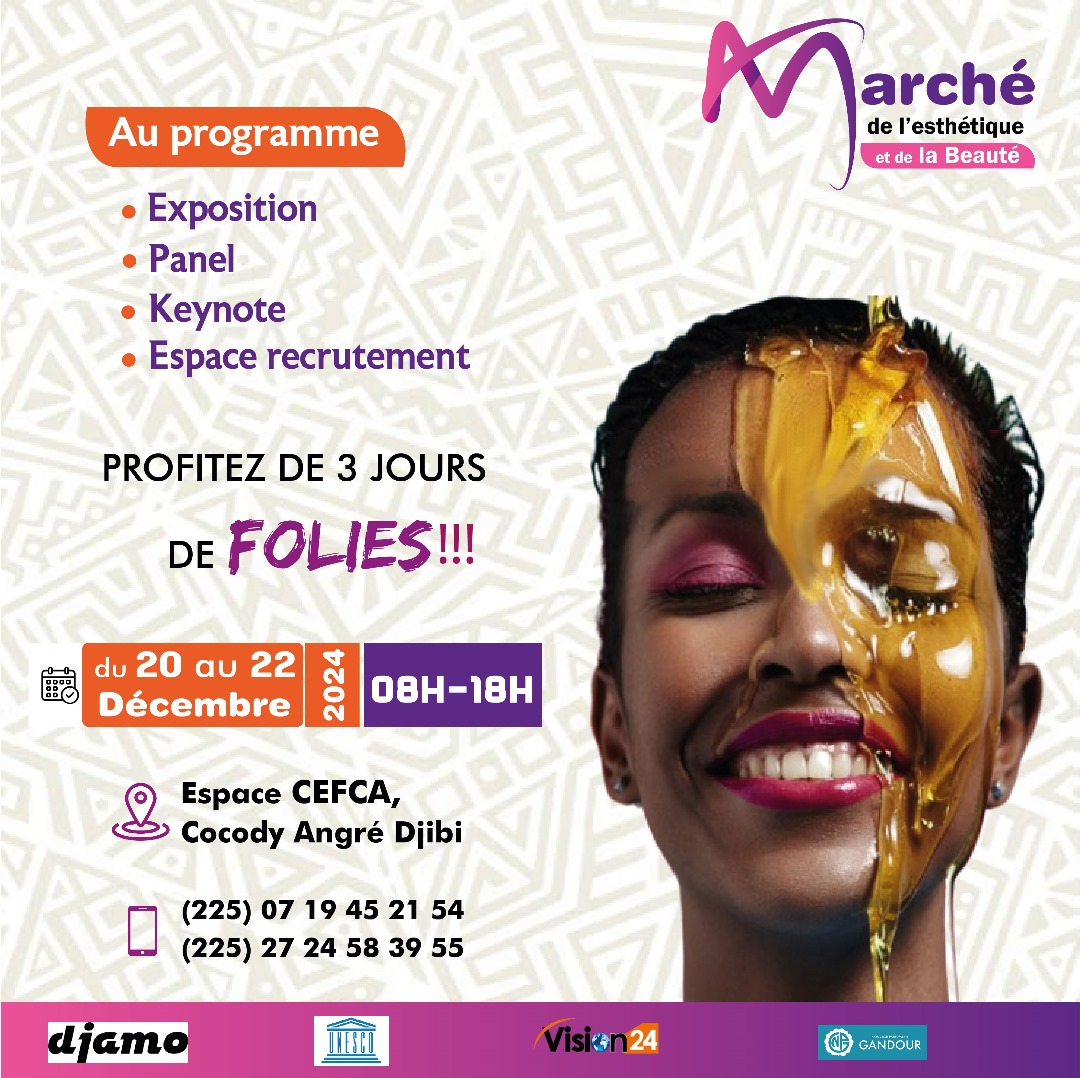 Marché
de l'esthétique
et de la Beauté
Au programme
• Exposition
• Panel
• Keynote
• Espace recrutement
PROFITEZ DE 3 JOURS
DE FOLIES!!!
du 20 au 22
Décembre
2024
08H-18H
Espace CEFCA,
Cocody Angré Djibi
(225) 07 19 45 21 54
(225) 27 24 58 39 55
djamo
UNESCO
Vision24
GANDOUR